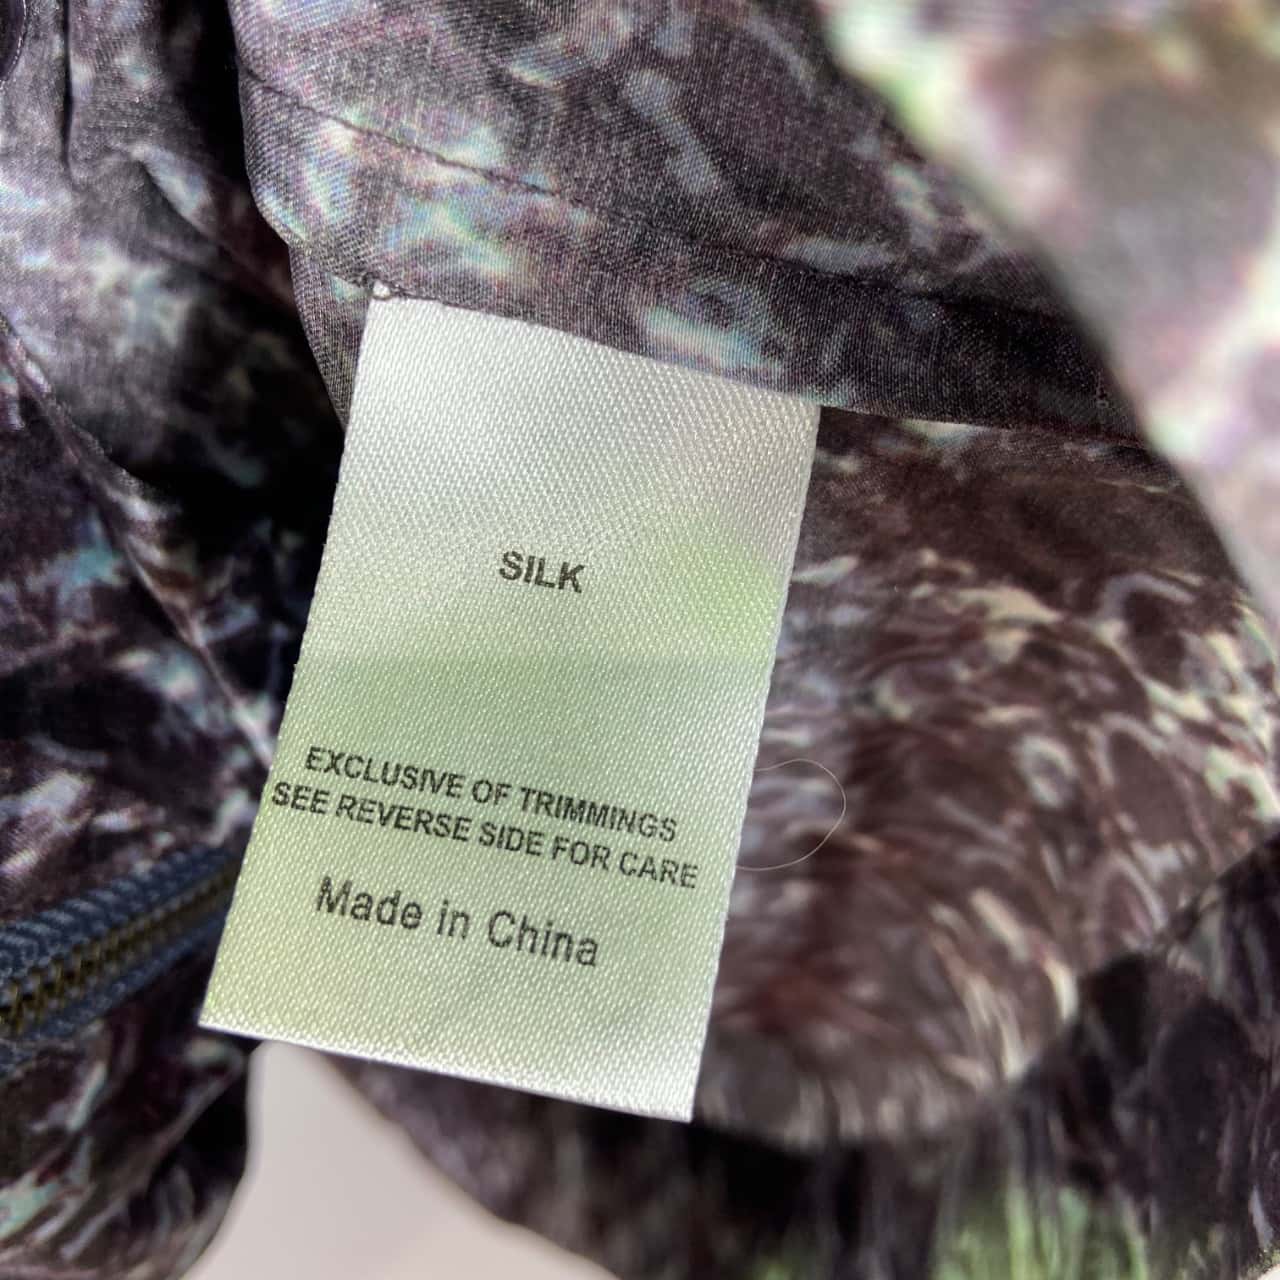 SILK
EXCLUSIVE OF TRIMMINGS
SEE REVERSE SIDE FOR CARE
Made in China